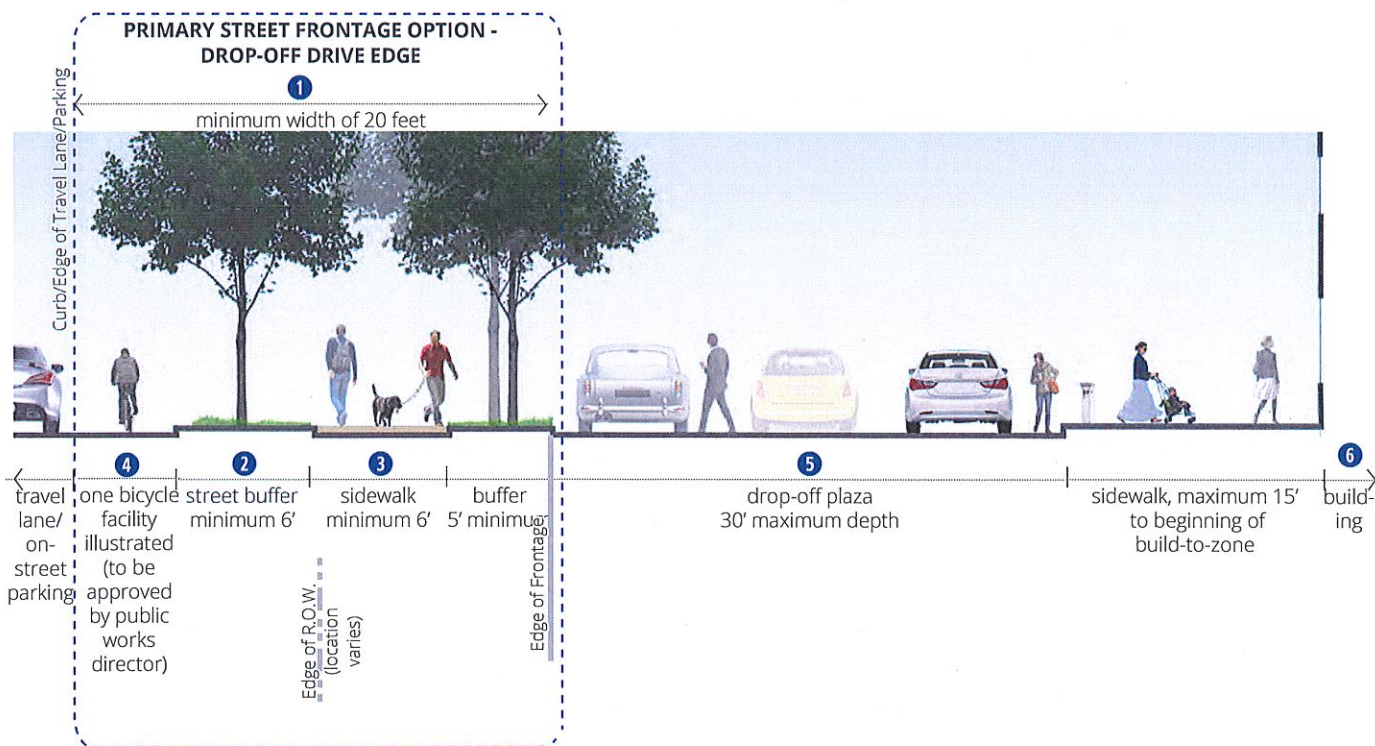 PRIMARY STREET FRONTAGE OPTION -
DROP-OFF DRIVE EDGE
1
minimum width of 20 feet
Curb/Edge of Travel Lane/Parking
travel
lane/
on-
street
parking
4
one bicycle
facility
illustrated
(to be
approved
by public
works
director)
2
street buffer
minimum 6'
3
sidewalk
minimum 6'
buffer
5' minimum
Edge of R.O.W.
(location
varies)
Edge of Frontage
5
drop-off plaza
30' maximum depth
sidewalk, maximum 15'
to beginning of
build-to-zone
6
build-
ing